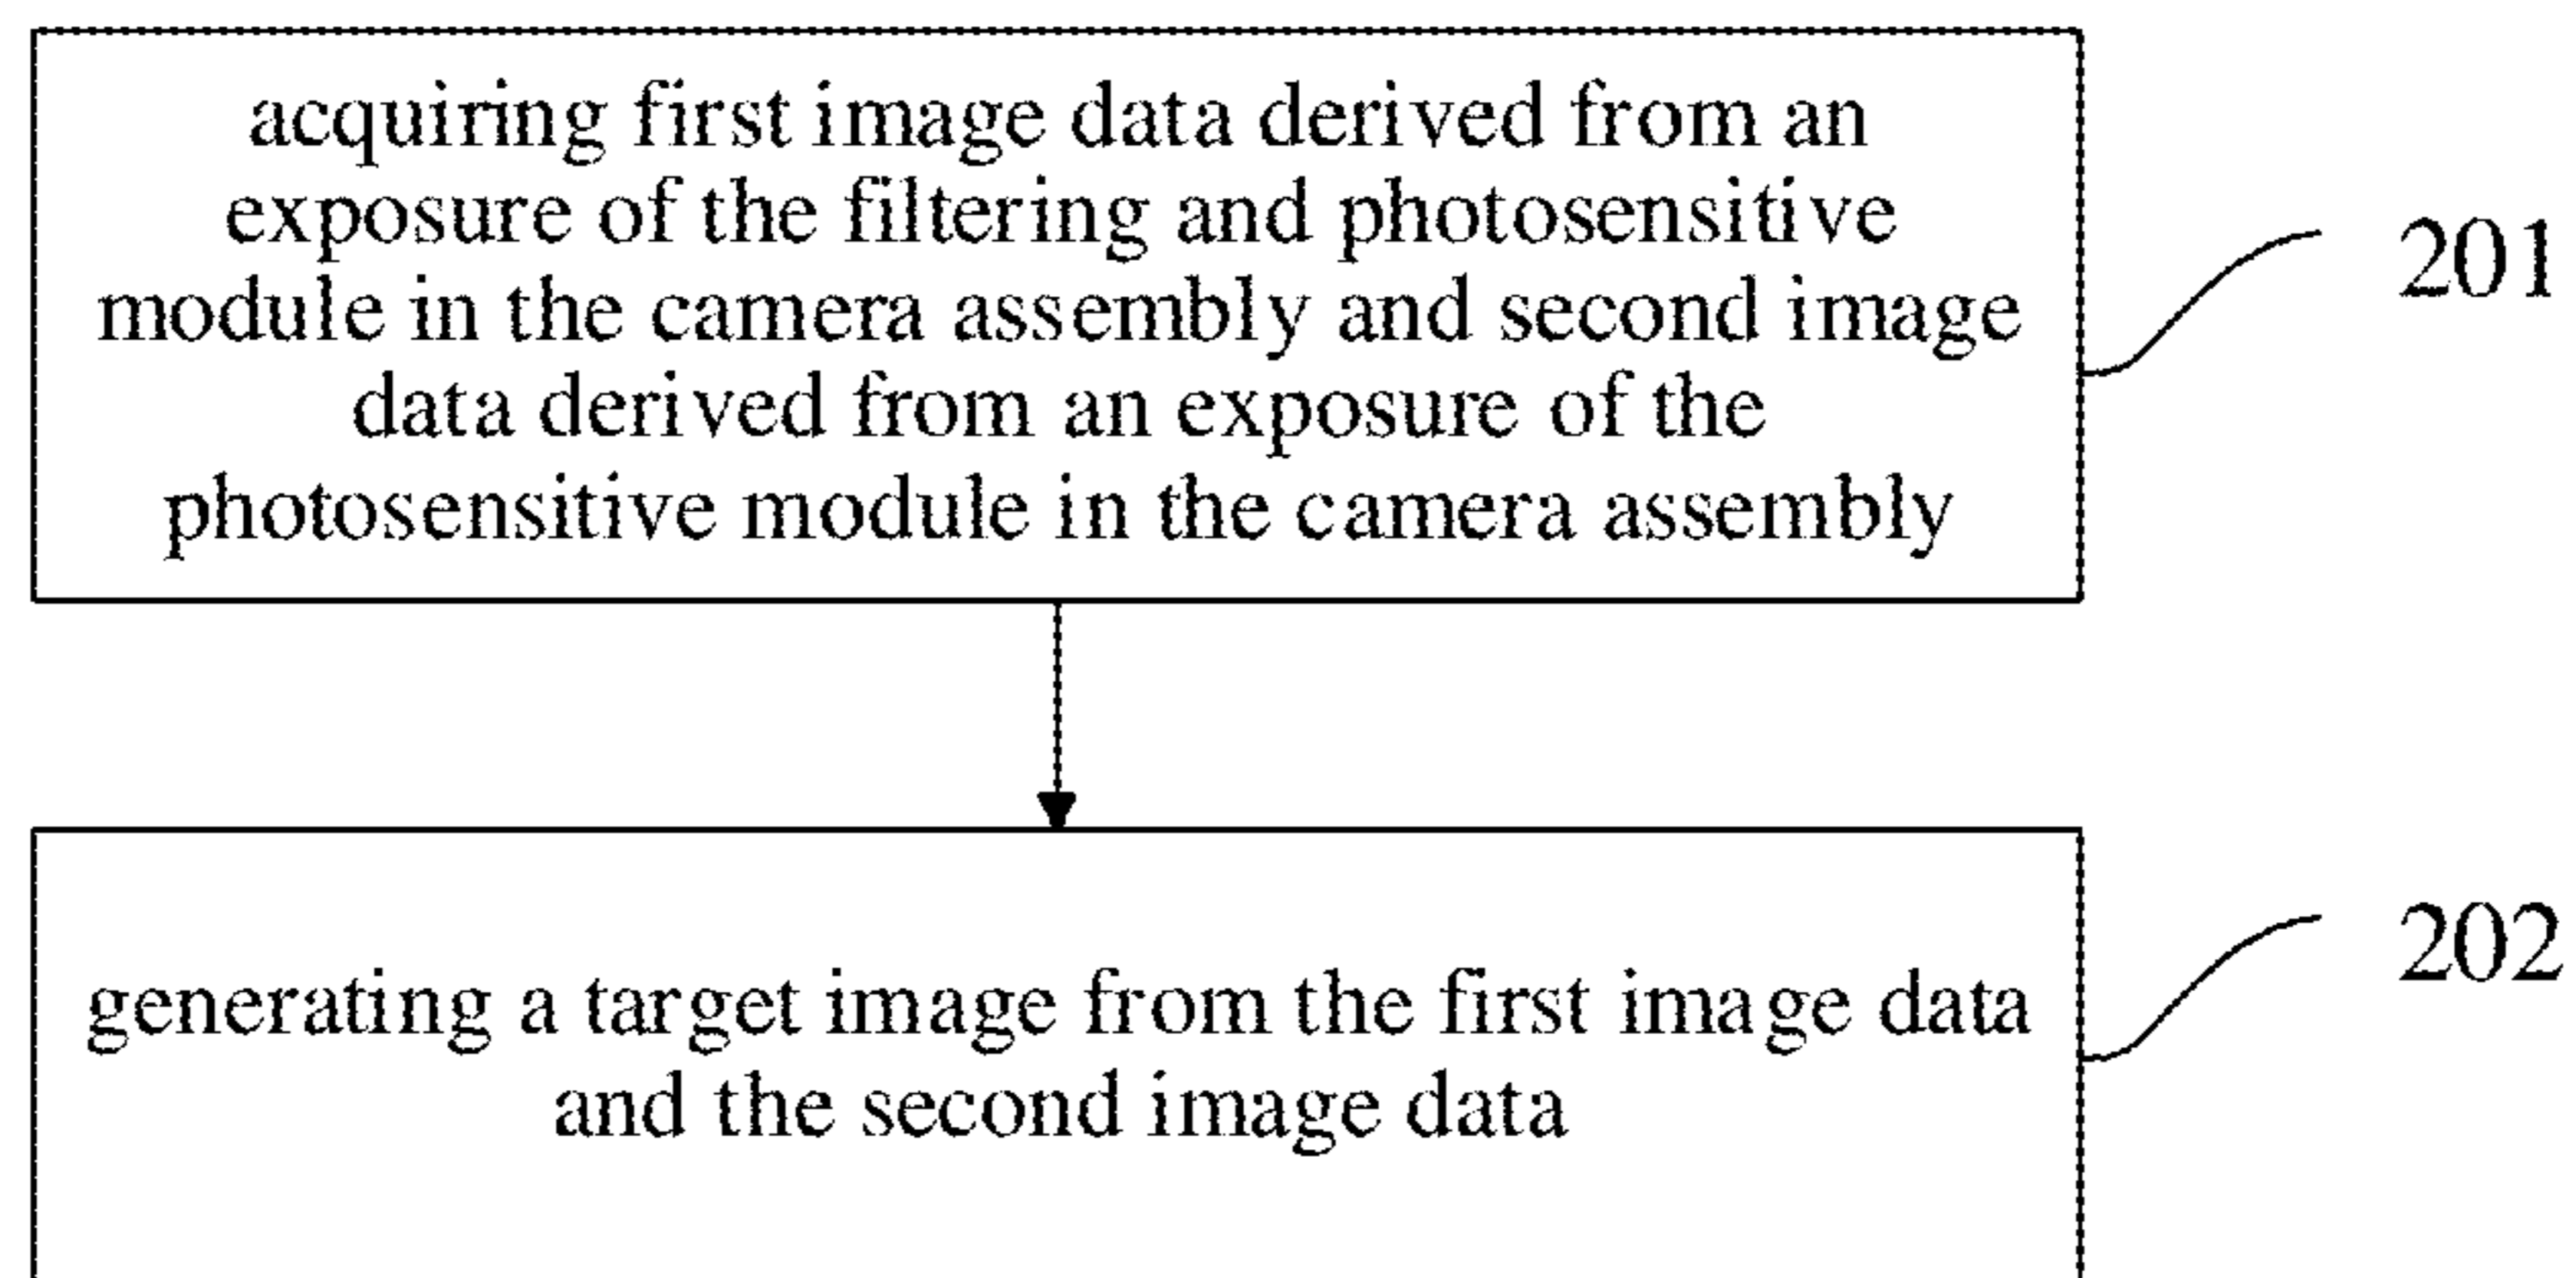 acquiring first image data derived from an
exposure of the filtering and photosensitive
module in the camera assembly and second image
data derived from an exposure of the
photosensitive module in the camera assembly
201
generating a target image from the first image data
and the second image data
202